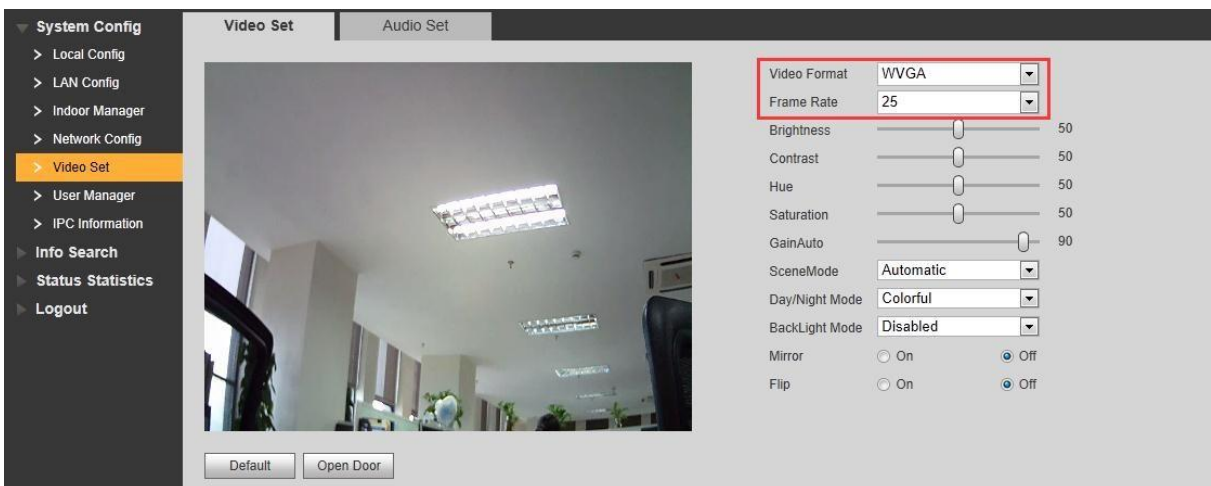 System Config
> Local Config
> LAN Config
> Indoor Manager
> Network Config
> Video Set
> User Manager
> IPC Information
Info Search
Status Statistics
Logout
Video Set Audio Set
Video Format WVGA
Frame Rate 25
Brightness 50
Contrast 50
Hue 50
Saturation 50
GainAuto 90
SceneMode Automatic
Day/Night Mode Colorful
BackLight Mode Disabled
Mirror On Off
Flip On Off
Default Open Door